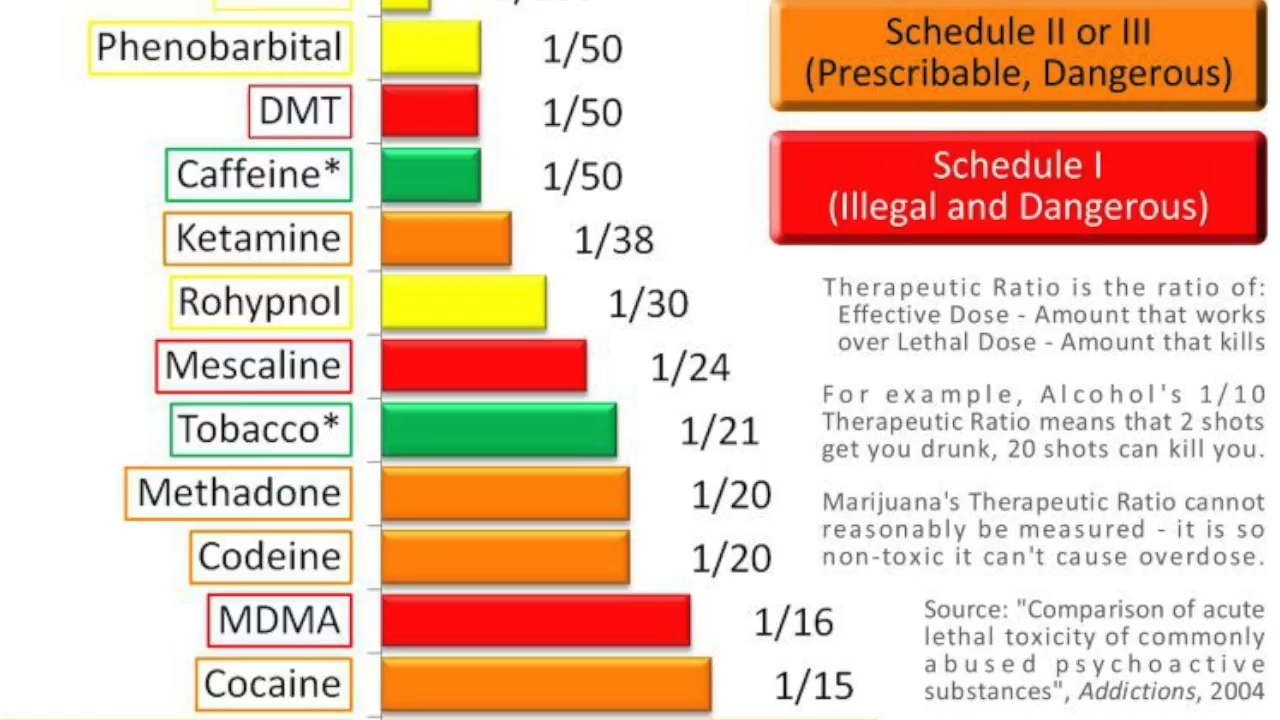 Phenobarbital 1/50
DMT 1/50
Caffeine* 1/50
Ketamine 1/38
Rohypnol 1/30
Mescaline 1/24
Tobacco* 1/21
Methadone 1/20
Codeine 1/20
MDMA 1/16
Cocaine 1/15
Schedule II or III
(Prescribable, Dangerous)
Schedule I
(Illegal and Dangerous)
Therapeutic Ratio is the ratio of:
Effective Dose - Amount that works
over Lethal Dose - Amount that kills
For example, Alcohol's 1/10
Therapeutic Ratio means that 2 shots
get you drunk, 20 shots can kill you.
Marijuana's Therapeutic Ratio cannot
reasonably be measured - it is so
non-toxic it can't cause overdose.
Source: "Comparison of acute
lethal toxicity of commonly
abused psychoactive
substances", Addictions, 2004